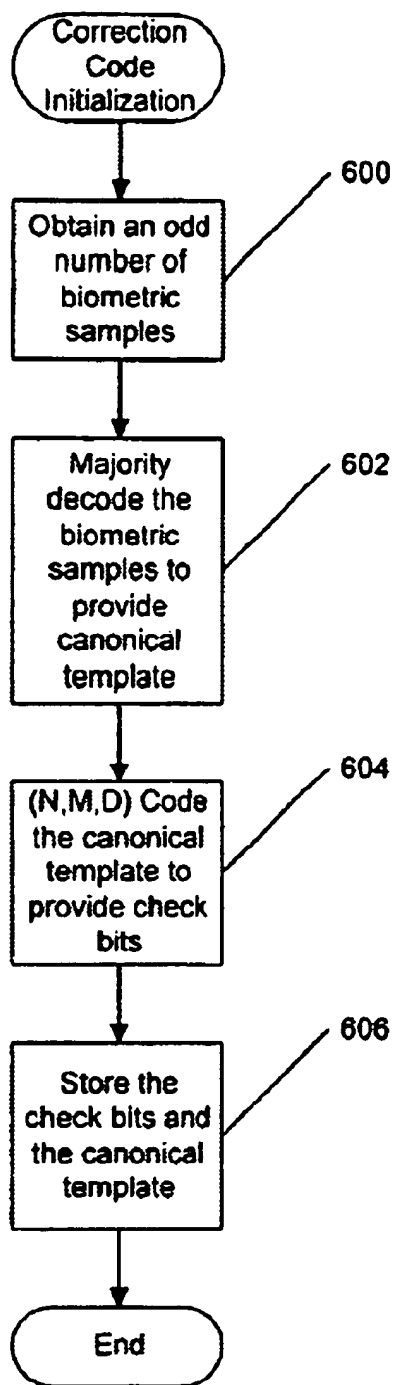 Correction
Code
Initialization
600
Obtain an odd
number of
biometric
samples
602
Majority
decode the
biometric
samples to
provide
canonical
template
604
(N,M,D) Code
the canonical
template to
provide check
bits
606
Store the
check bits and
the canonical
template
End